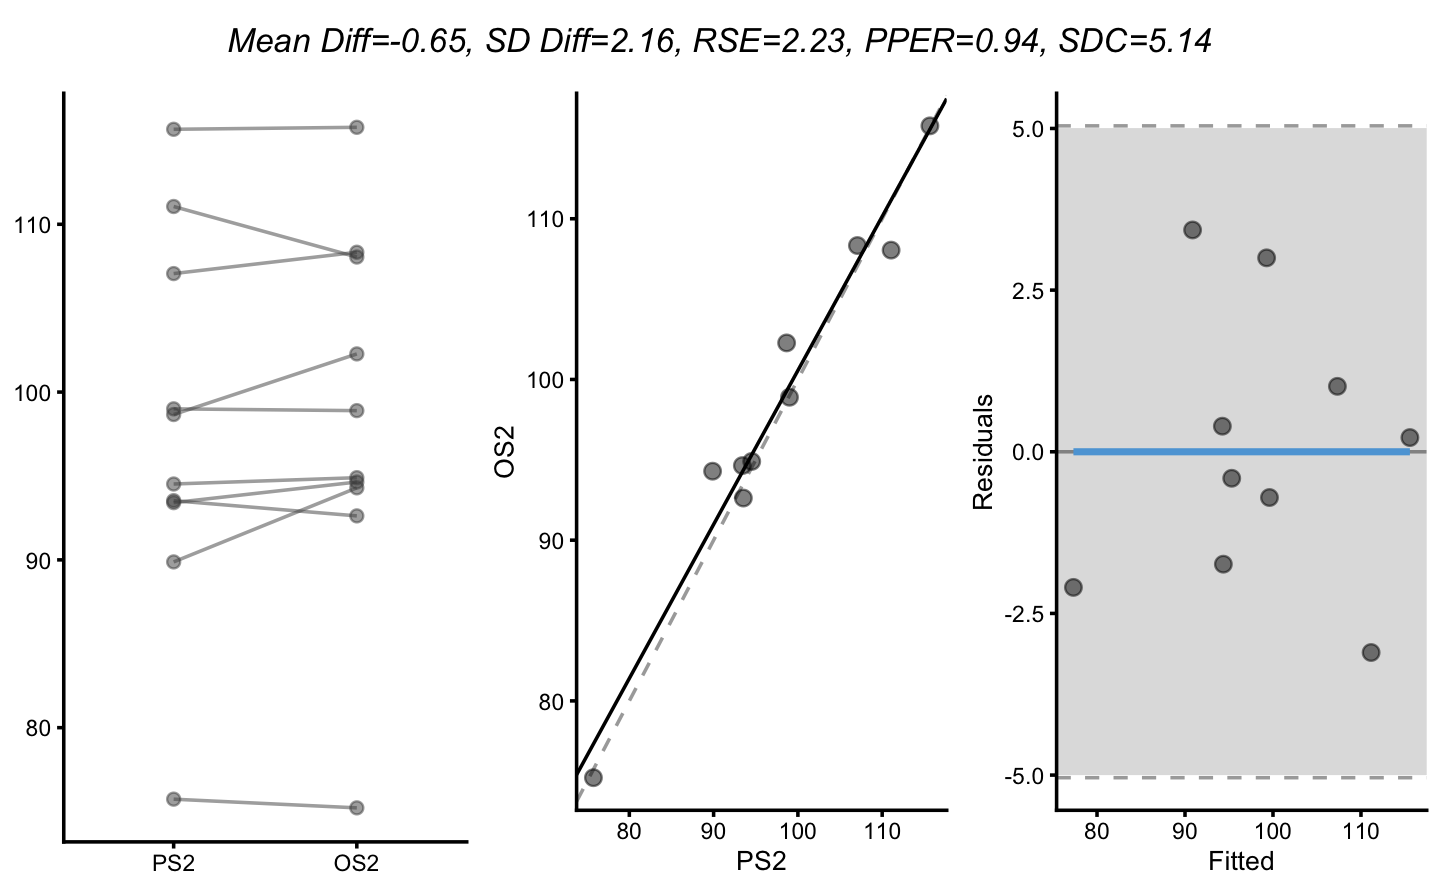 Mean Diff=-0.65, SD Diff=2.16, RSE=2.23, PPER=0.94, SDC=5.14
110
100
90
80
PS2 OS2
OS2
110
100
90
80
80 90 100 110
PS2
Residuals
5.0
2.5
0.0
-2.5
-5.0
80 90 100 110
Fitted